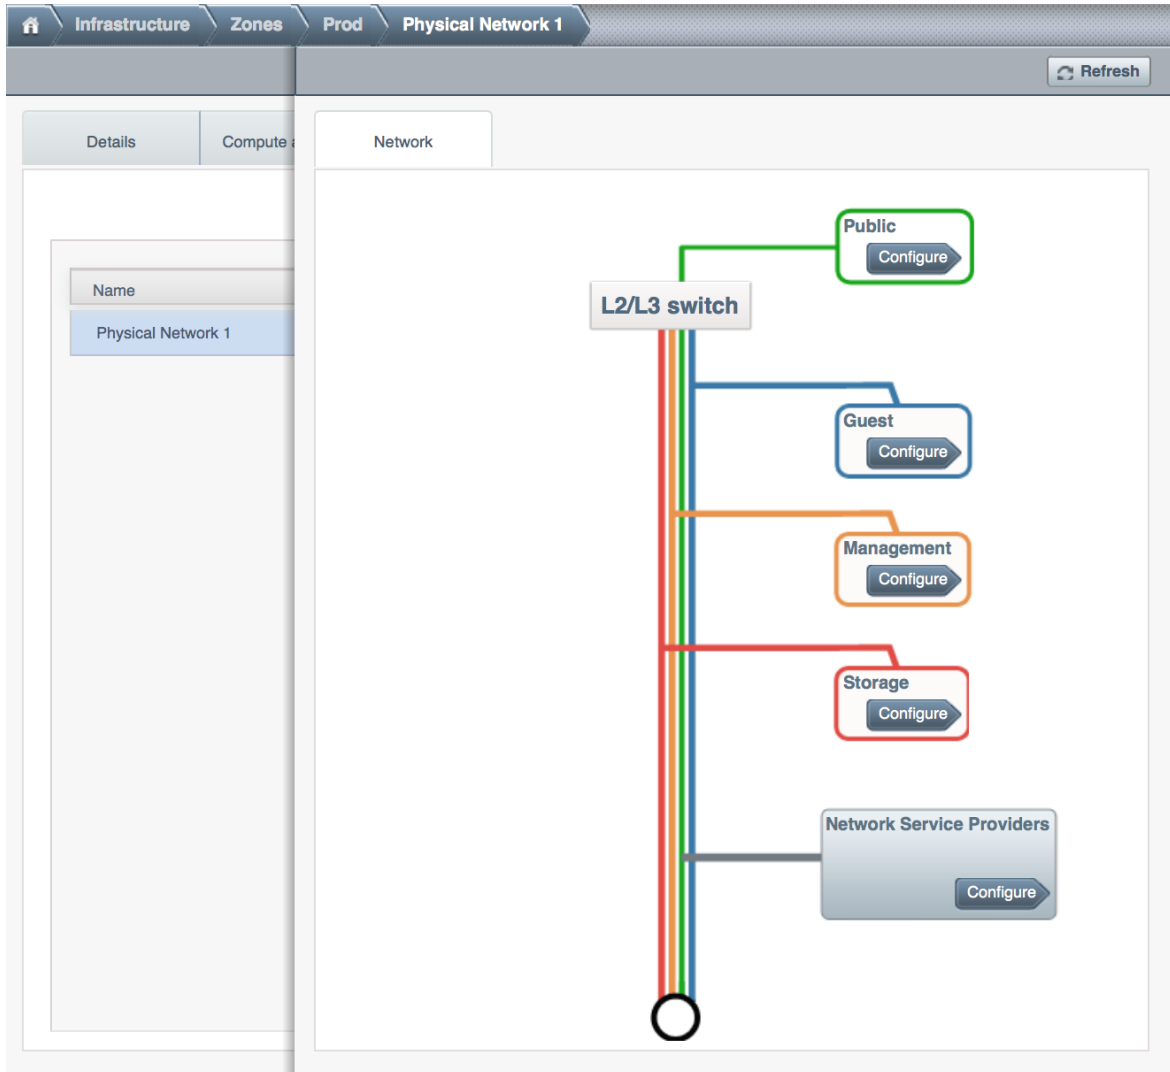 Infrastructure
Zones
Prod
Physical Network 1
Refresh
Details
Compute
Network
Name
Physical Network 1
Public
Configure
L2/L3 switch
Guest
Configure
Management
Configure
Storage
Configure
Network Service Providers
Configure